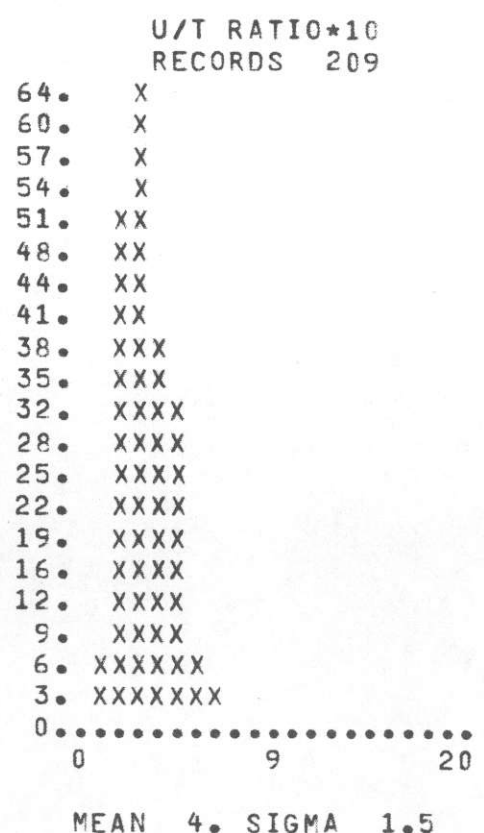 U/T RATIO*10
RECORDS  209
64.   X
60.   X
57.   X
54.   X
51.  XX
48.  XX
44.  XX
41.  XX
38.  XXX
35.  XXX
32.  XXXX
28.  XXXX
25.  XXXX
22.  XXXX
19.  XXXX
16.  XXXX
12.  XXXX
9.  XXXX
6. XXXXXX
3. XXXXXXX
0......................
0         9         20
MEAN  4. SIGMA  1.5